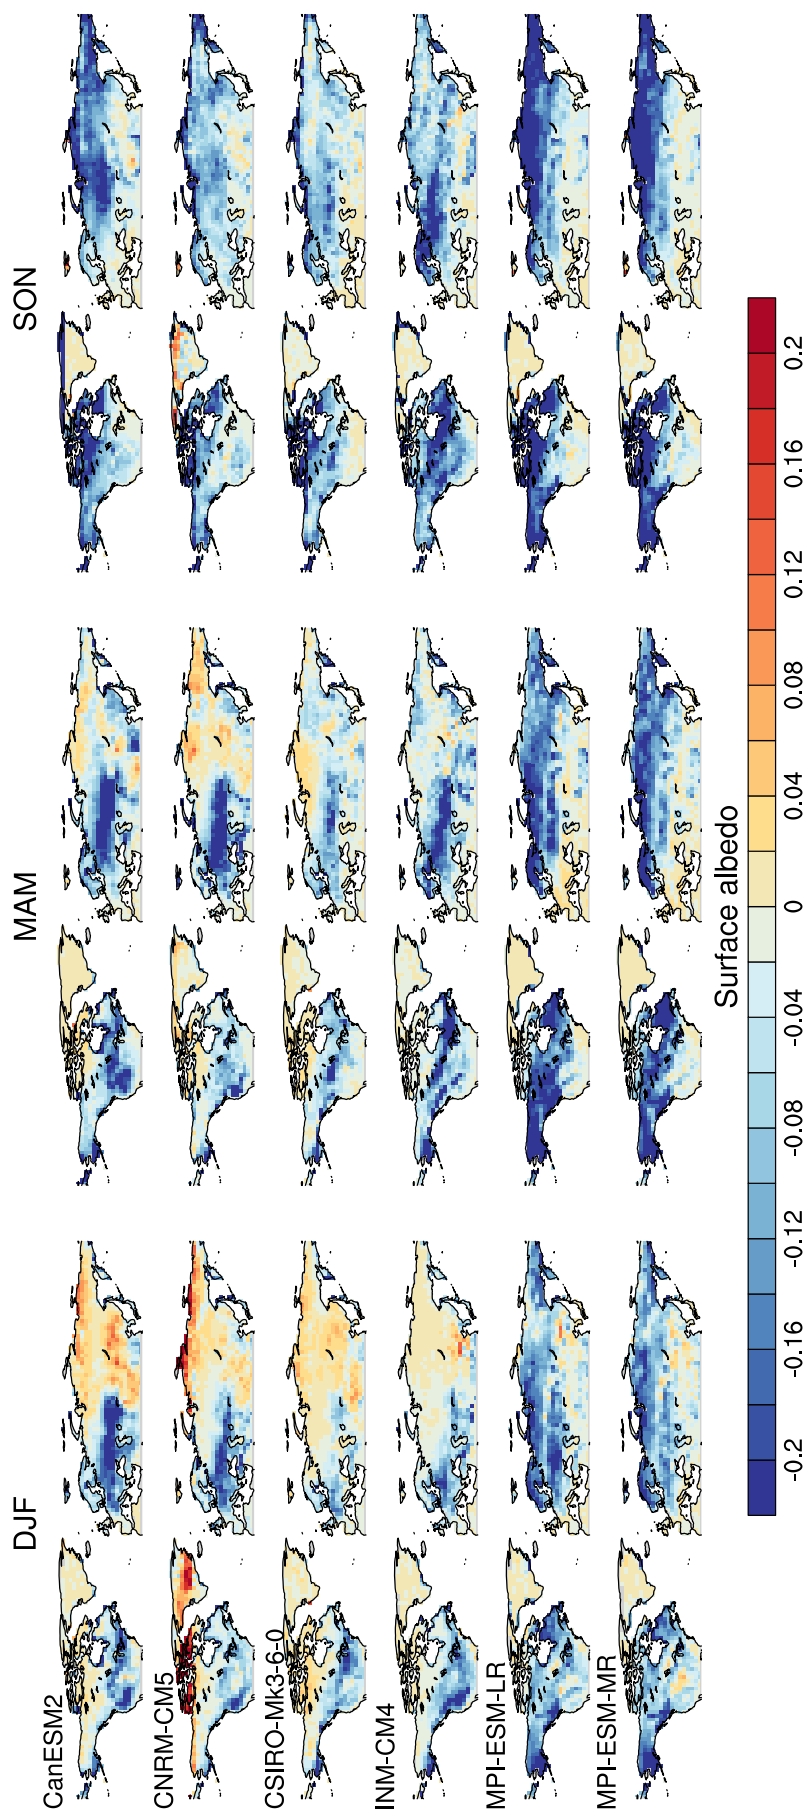 DJF MAM SON
CanESM2
CNRM-CM5
CSIRO-Mk3-6-0
INM-CM4
MPI-ESM-LR
MPI-ESM-MR
Surface albedo
-0.2 -0.16 -0.12 -0.08 -0.04 0 0.04 0.08 0.12 0.16 0.2